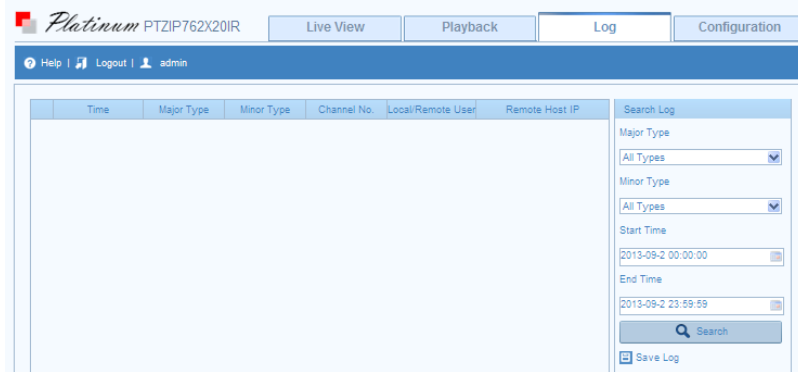 Platinum PTZIP762X20IR Live View Playback Log Configuration
Help | Logout | admin
Time Major Type Minor Type Channel No. Local/Remote User Remote Host IP Search Log
Major Type
All Types
Minor Type
All Types
Start Time
2013-09-2 00:00:00
End Time
2013-09-2 23:59:59
Search
Save Log